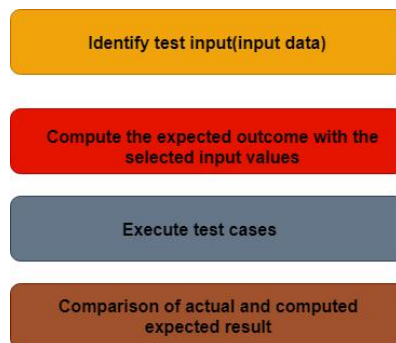 Identify test input(input data)
Compute the expected outcome with the
selected input values
Execute test cases
Comparison of actual and computed
expected result